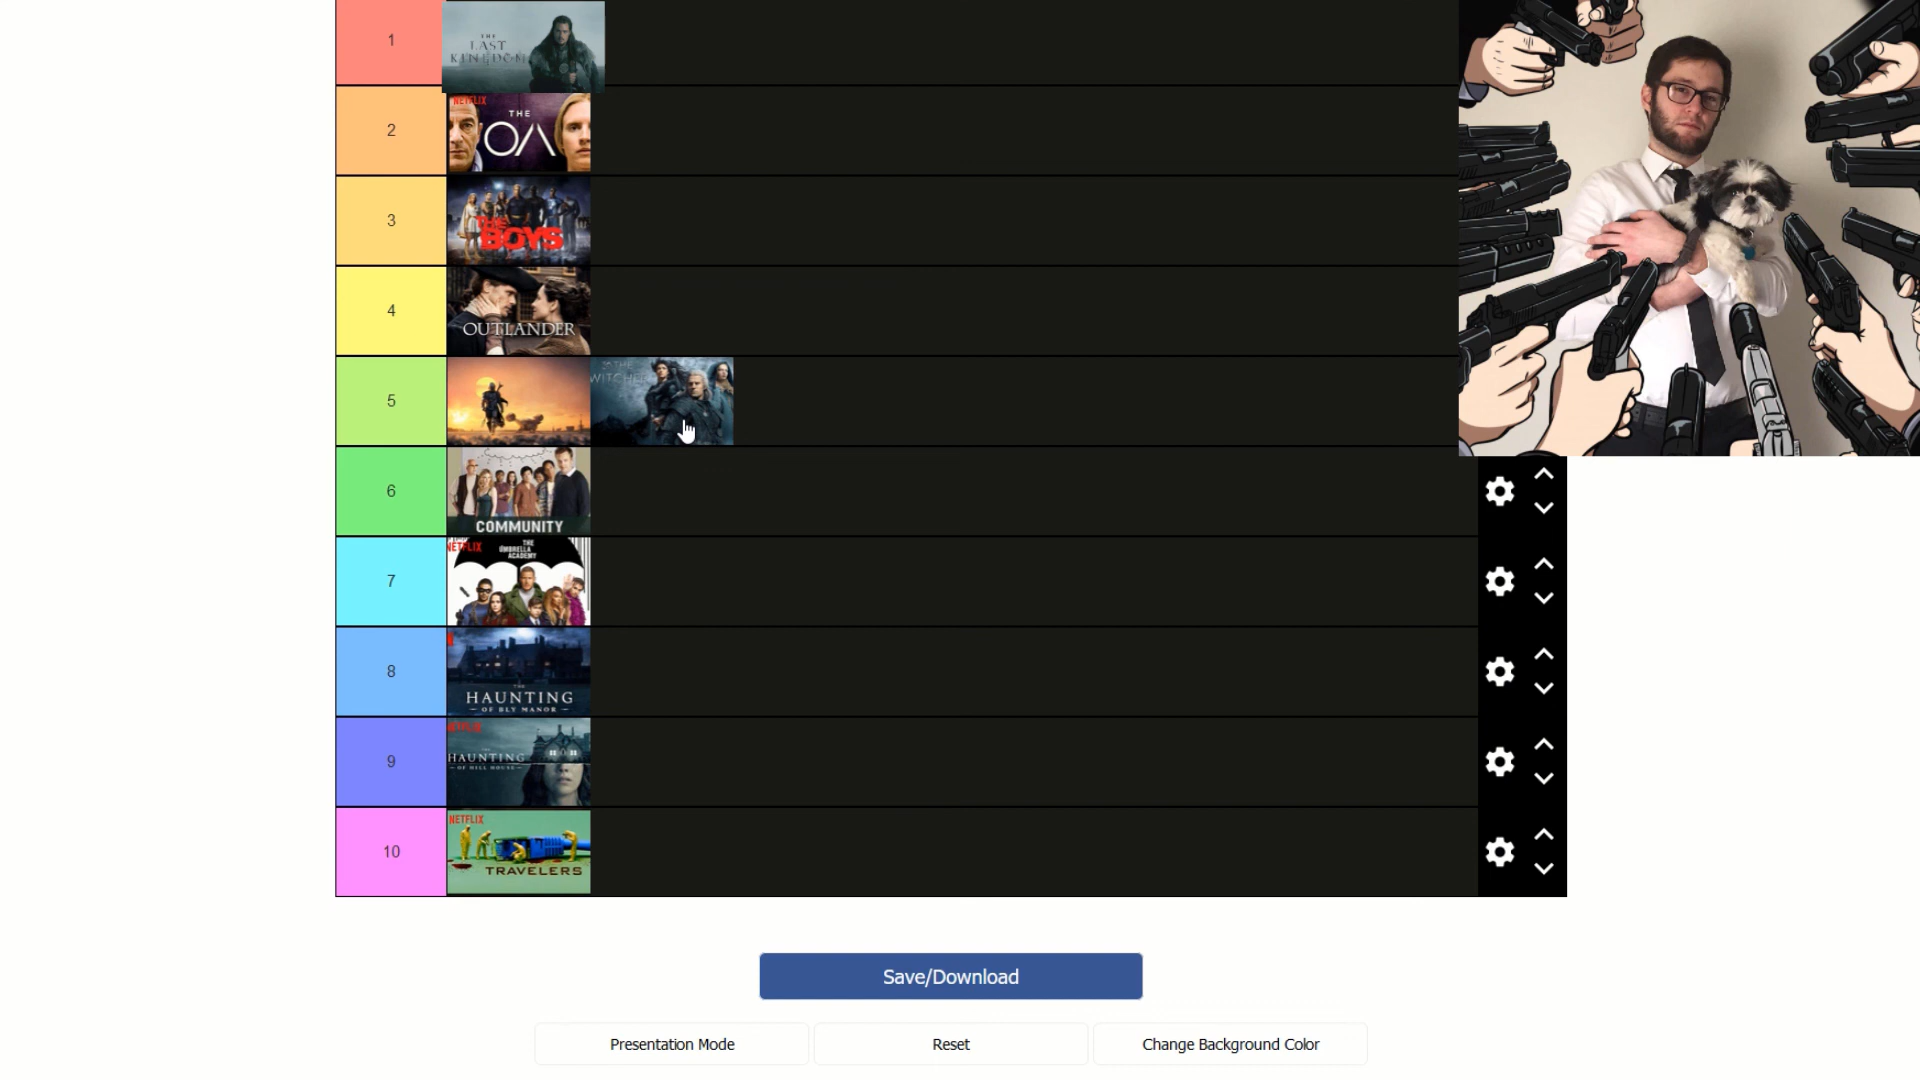 1
THE
LAST
KINGDOM
2
NETFLIX
THE
OA
3
THE
BOYS
4
OUTLANDER
5
THE
WITCHER
6
COMMUNITY
7
NETFLIX
THE
UMBRELLA
ACADEMY
8
THE
HAUNTING
OF BLY MANOR
9
NETFLIX
THE
HAUNTING
OF HILL HOUSE
10
NETFLIX
TRAVELERS
Save/Download
Presentation Mode
Reset
Change Background Color